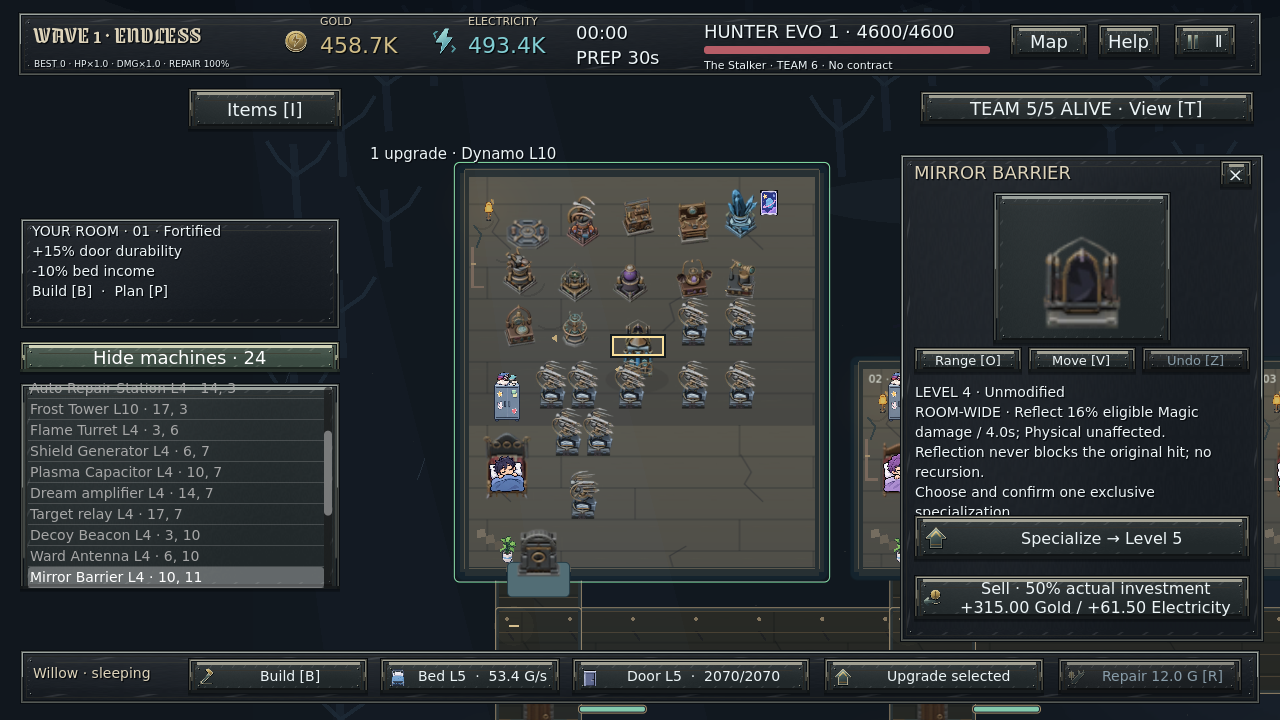 WAVE 1 · ENDLESS
BEST 0 · HP×1.0 · DMG×1.0 · REPAIR 100%
GOLD
458.7K
ELECTRICITY
493.4K
00:00
PREP 30s
HUNTER EVO 1 · 4600/4600
The Stalker · TEAM 6 · No contract
Map
Help
Items [I]
TEAM 5/5 ALIVE · View [T]
1 upgrade · Dynamo L10
YOUR ROOM · 01 · Fortified
+15% door durability
-10% bed income
Build [B] · Plan [P]
Hide machines · 24
Auto Repair Station L4 · 14, 3
Frost Tower L10 · 17, 3
Flame Turret L4 · 3, 6
Shield Generator L4 · 6, 7
Plasma Capacitor L4 · 10, 7
Dream amplifier L4 · 14, 7
Target relay L4 · 17, 7
Decoy Beacon L4 · 3, 10
Ward Antenna L4 · 6, 10
Mirror Barrier L4 · 10, 11
02
03
MIRROR BARRIER
Range [O]
Move [V]
Undo [Z]
LEVEL 4 · Unmodified
ROOM-WIDE · Reflect 16% eligible Magic
damage / 4.0s; Physical unaffected.
Reflection never blocks the original hit; no
recursion.
Choose and confirm one exclusive
specialization
Specialize → Level 5
Sell · 50% actual investment
+315.00 Gold / +61.50 Electricity
Willow · sleeping
Build [B]
Bed L5 · 53.4 G/s
Door L5 · 2070/2070
Upgrade selected
Repair 12.0 G [R]